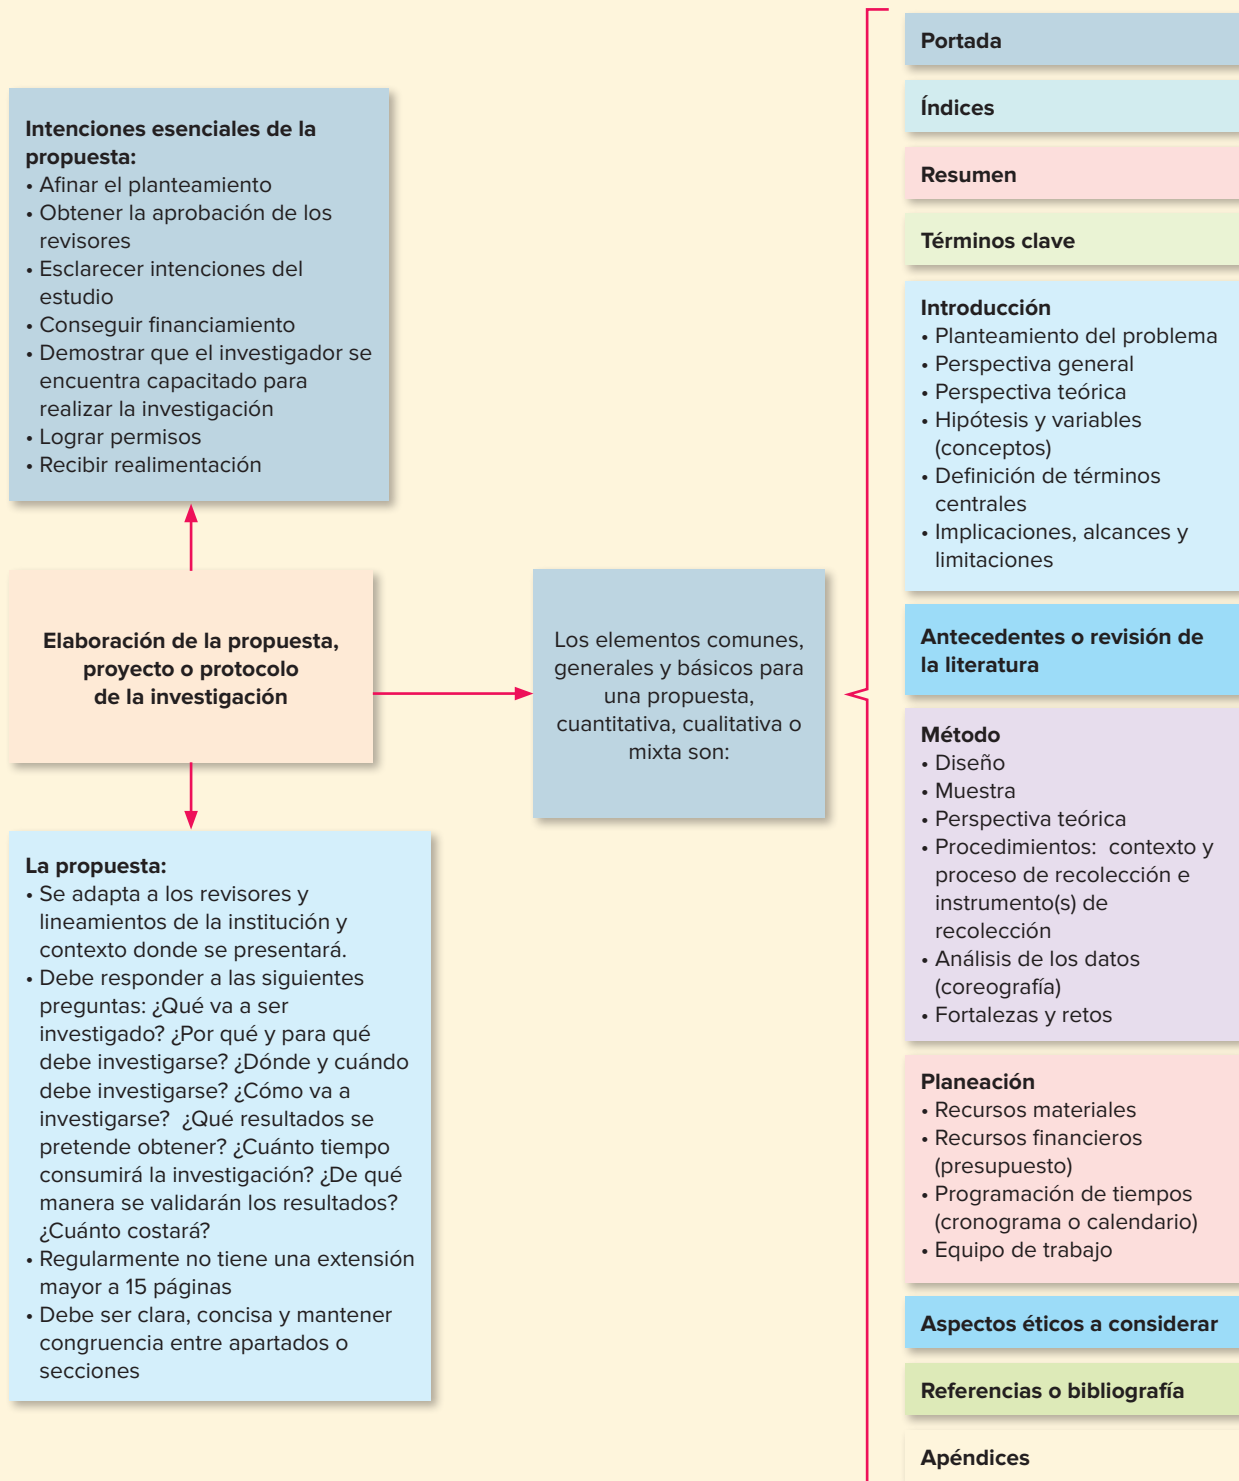 Intenciones esenciales de la
propuesta:
• Afinar el planteamiento
• Obtener la aprobación de los
revisores
• Esclarecer intenciones del
estudio
• Conseguir financiamiento
• Demostrar que el investigador se
encuentra capacitado para
realizar la investigación
• Lograr permisos
• Recibir realimentación
Elaboración de la propuesta,
proyecto o protocolo
de la investigación
La propuesta:
• Se adapta a los revisores y
lineamientos de la institución y
contexto donde se presentará.
• Debe responder a las siguientes
preguntas: ¿Qué va a ser
investigado? ¿Por qué y para qué
debe investigarse? ¿Dónde y cuándo
debe investigarse? ¿Cómo va a
investigarse? ¿Qué resultados se
pretende obtener? ¿Cuánto tiempo
consumirá la investigación? ¿De qué
manera se validarán los resultados?
¿Cuánto costará?
• Regularmente no tiene una extensión
mayor a 15 páginas
• Debe ser clara, concisa y mantener
congruencia entre apartados o
secciones
Los elementos comunes,
generales y básicos para
una propuesta,
cuantitativa, cualitativa o
mixta son:
Portada
Índices
Resumen
Términos clave
Introducción
• Planteamiento del problema
• Perspectiva general
• Perspectiva teórica
• Hipótesis y variables
(conceptos)
• Definición de términos
centrales
• Implicaciones, alcances y
limitaciones
Antecedentes o revisión de
la literatura
Método
• Diseño
• Muestra
• Perspectiva teórica
• Procedimientos: contexto y
proceso de recolección e
instrumento(s) de
recolección
• Análisis de los datos
(coreografía)
• Fortalezas y retos
Planeación
• Recursos materiales
• Recursos financieros
(presupuesto)
• Programación de tiempos
(cronograma o calendario)
• Equipo de trabajo
Aspectos éticos a considerar
Referencias o bibliografía
Apéndices